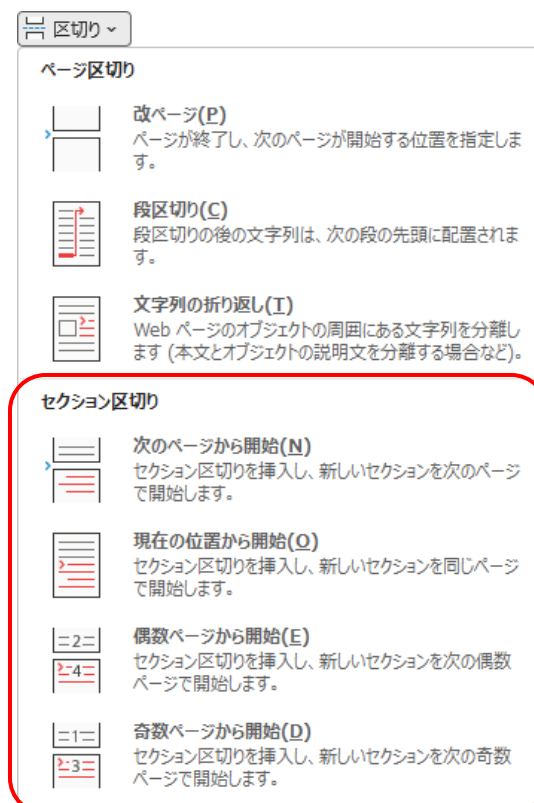 区切り
ページ区切り
改ページ(P)
ページが終了し、次のページが開始する位置を指定しま
す。
段区切り(C)
段区切りの後の文字列は、次の段の先頭に配置されま
す。
文字列の折り返し(T)
Web ページのオブジェクトの周囲にある文字列を分離し
ます (本文とオブジェクトの説明文を分離する場合など)。
セクション区切り
次のページから開始(N)
セクション区切りを挿入し、新しいセクションを次のページ
で開始します。
現在の位置から開始(O)
セクション区切りを挿入し、新しいセクションを同じページ
で開始します。
=2=
4=
偶数ページから開始(E)
セクション区切りを挿入し、新しいセクションを次の偶数
ページで開始します。
=1=
3=
奇数ページから開始(D)
セクション区切りを挿入し、新しいセクションを次の奇数
ページで開始します。